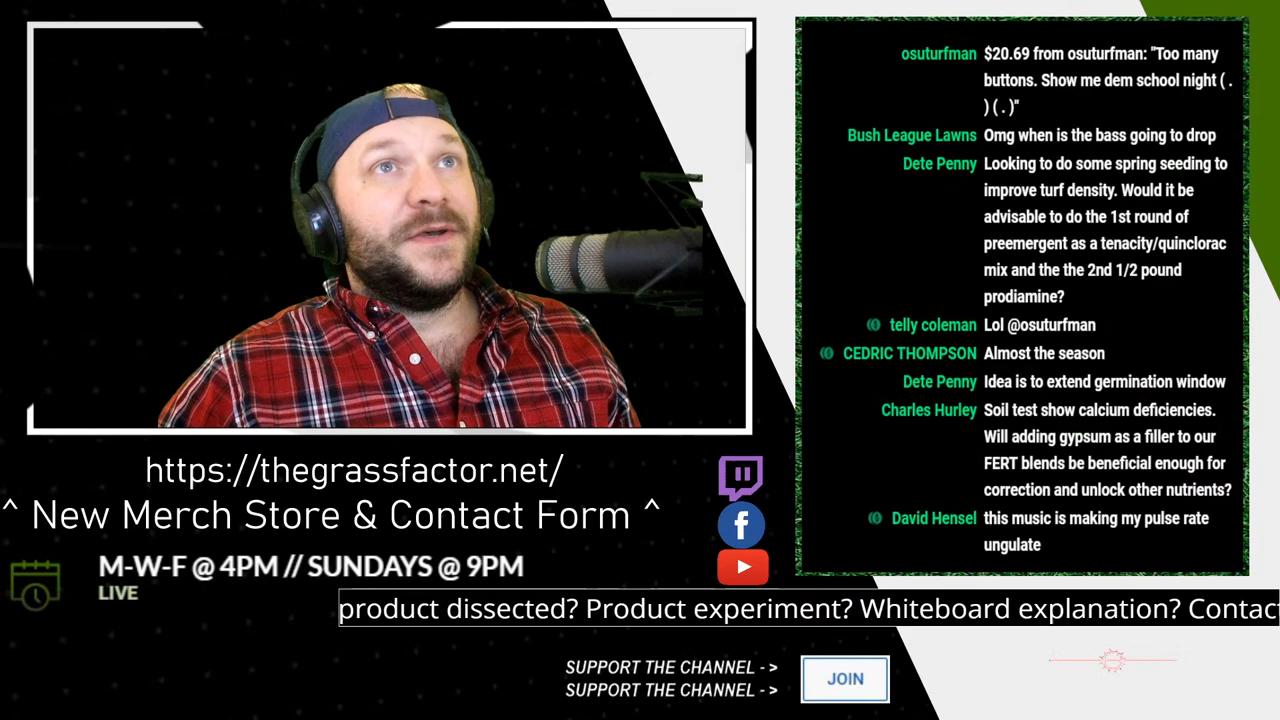 osuturfman $20.69 from osuturfman: "Too many
buttons. Show me dem school night ( .
) ( . )"
Bush League Lawns Omg when is the bass going to drop
Dete Penny Looking to do some spring seeding to
improve turf density. Would it be
advisable to do the 1st round of
preemergent as a tenacity/quinclorac
mix and the the 2nd 1/2 pound
prodiamine?
telly coleman Lol @osuturfman
CEDRIC THOMPSON Almost the season
Dete Penny Idea is to extend germination window
Charles Hurley Soil test show calcium deficiencies.
Will adding gypsum as a filler to our
FERT blends be beneficial enough for
correction and unlock other nutrients?
David Hensel this music is making my pulse rate
ungulate
https://thegrassfactor.net/
^ New Merch Store & Contact Form ^
M-W-F @ 4PM // SUNDAYS @ 9PM
LIVE
product dissected? Product experiment? Whiteboard explanation? Contac
SUPPORT THE CHANNEL - >
SUPPORT THE CHANNEL - >
JOIN